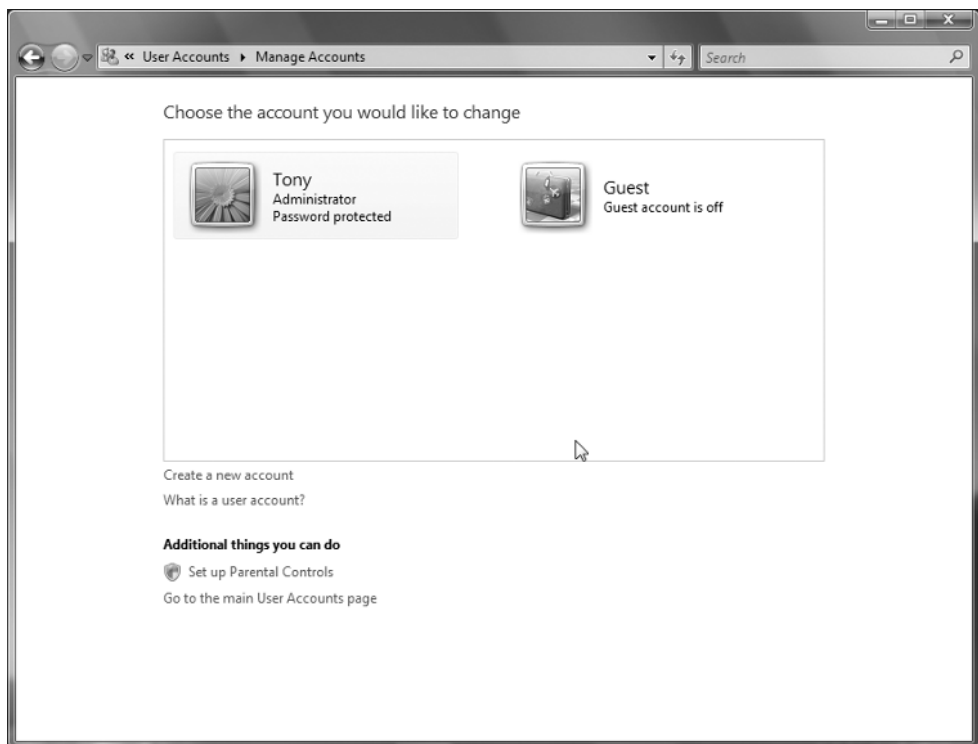 « User Accounts ▸ Manage Accounts
Search
Choose the account you would like to change
Tony
Administrator
Password protected
Guest
Guest account is off
Create a new account
What is a user account?
Additional things you can do
Set up Parental Controls
Go to the main User Accounts page